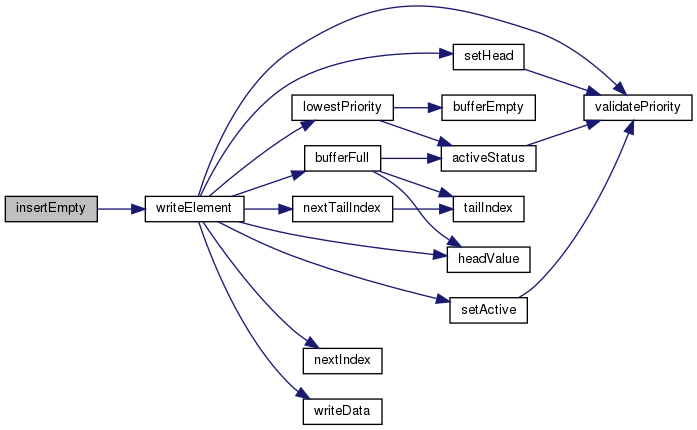 insertEmpty
writeElement
setHead
lowestPriority
bufferEmpty
validatePriority
bufferFull
activeStatus
nextTailIndex
tailIndex
headValue
setActive
nextIndex
writeData